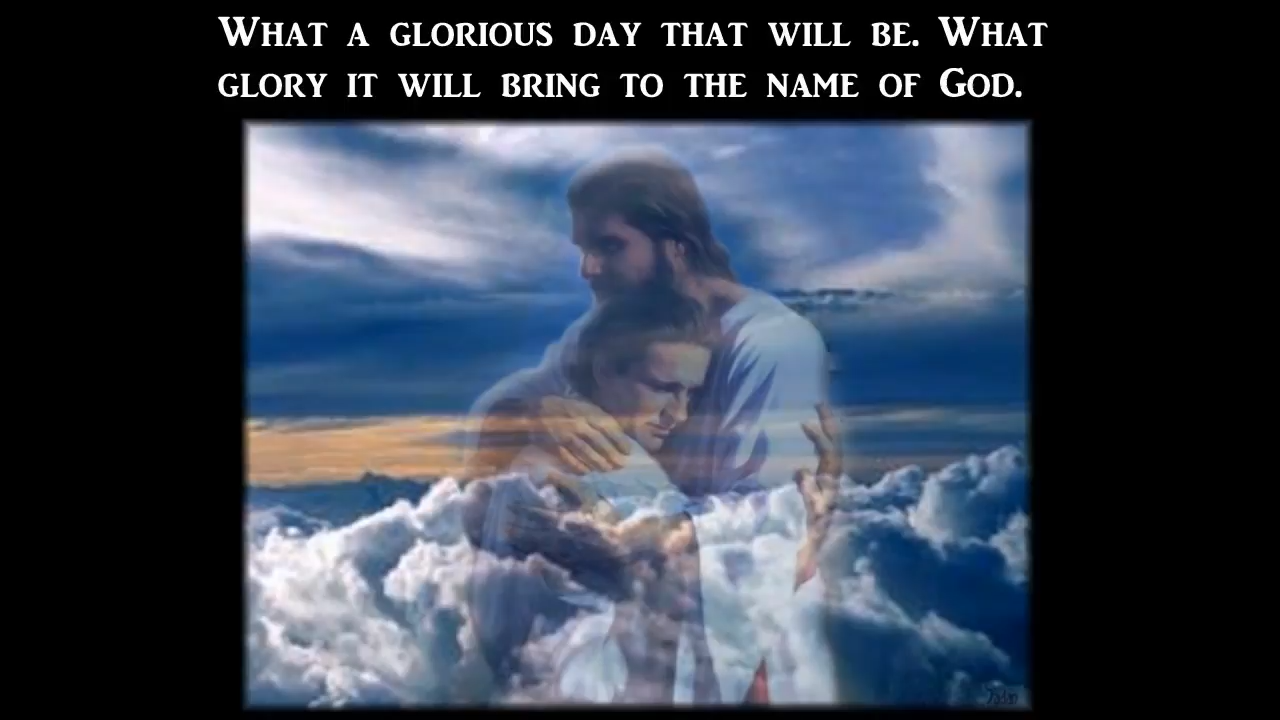 What a glorious day that will be. What
glory it will bring to the name of God.